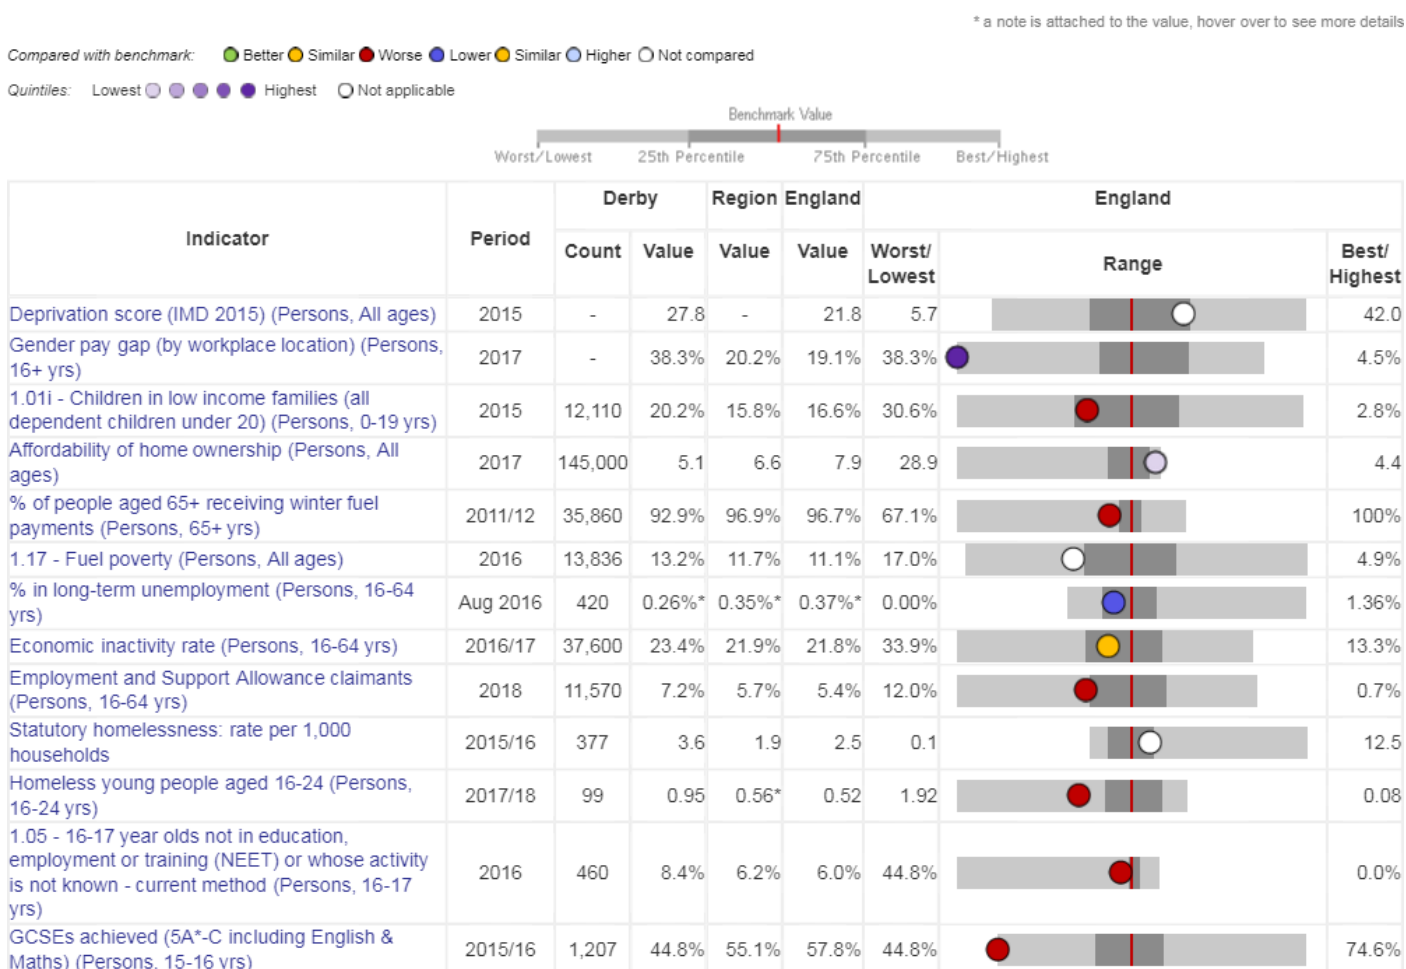 * a note is attached to the value, hover over to see more details
Compared with benchmark: Better Similar Worse Lower Similar Higher Not compared
Quintiles: Lowest Highest Not applicable
Benchmark Value
Worst/Lowest 25th Percentile 75th Percentile Best/Highest
Indicator Period Derby Region England England
Count Value Value Value Worst/ Lowest Range Best/ Highest
Deprivation score (IMD 2015) (Persons, All ages) 2015 - 27.8 - 21.8 5.7 42.0
Gender pay gap (by workplace location) (Persons,
16+ yrs) 2017 - 38.3% 20.2% 19.1% 38.3% 4.5%
1.01i - Children in low income families (all
dependent children under 20) (Persons, 0-19 yrs) 2015 12,110 20.2% 15.8% 16.6% 30.6% 2.8%
Affordability of home ownership (Persons, All
ages) 2017 145,000 5.1 6.6 7.9 28.9 4.4
% of people aged 65+ receiving winter fuel
payments (Persons, 65+ yrs) 2011/12 35,860 92.9% 96.9% 96.7% 67.1% 100%
1.17 - Fuel poverty (Persons, All ages) 2016 13,836 13.2% 11.7% 11.1% 17.0% 4.9%
% in long-term unemployment (Persons, 16-64
yrs) Aug 2016 420 0.26%* 0.35%* 0.37%* 0.00% 1.36%
Economic inactivity rate (Persons, 16-64 yrs) 2016/17 37,600 23.4% 21.9% 21.8% 33.9% 13.3%
Employment and Support Allowance claimants
(Persons, 16-64 yrs) 2018 11,570 7.2% 5.7% 5.4% 12.0% 0.7%
Statutory homelessness: rate per 1,000
households 2015/16 377 3.6 1.9 2.5 0.1 12.5
Homeless young people aged 16-24 (Persons,
16-24 yrs) 2017/18 99 0.95 0.56* 0.52 1.92 0.08
1.05 - 16-17 year olds not in education,
employment or training (NEET) or whose activity
is not known - current method (Persons, 16-17
yrs) 2016 460 8.4% 6.2% 6.0% 44.8% 0.0%
GCSEs achieved (5A*-C including English &
Maths) (Persons, 15-16 yrs) 2015/16 1,207 44.8% 55.1% 57.8% 44.8% 74.6%